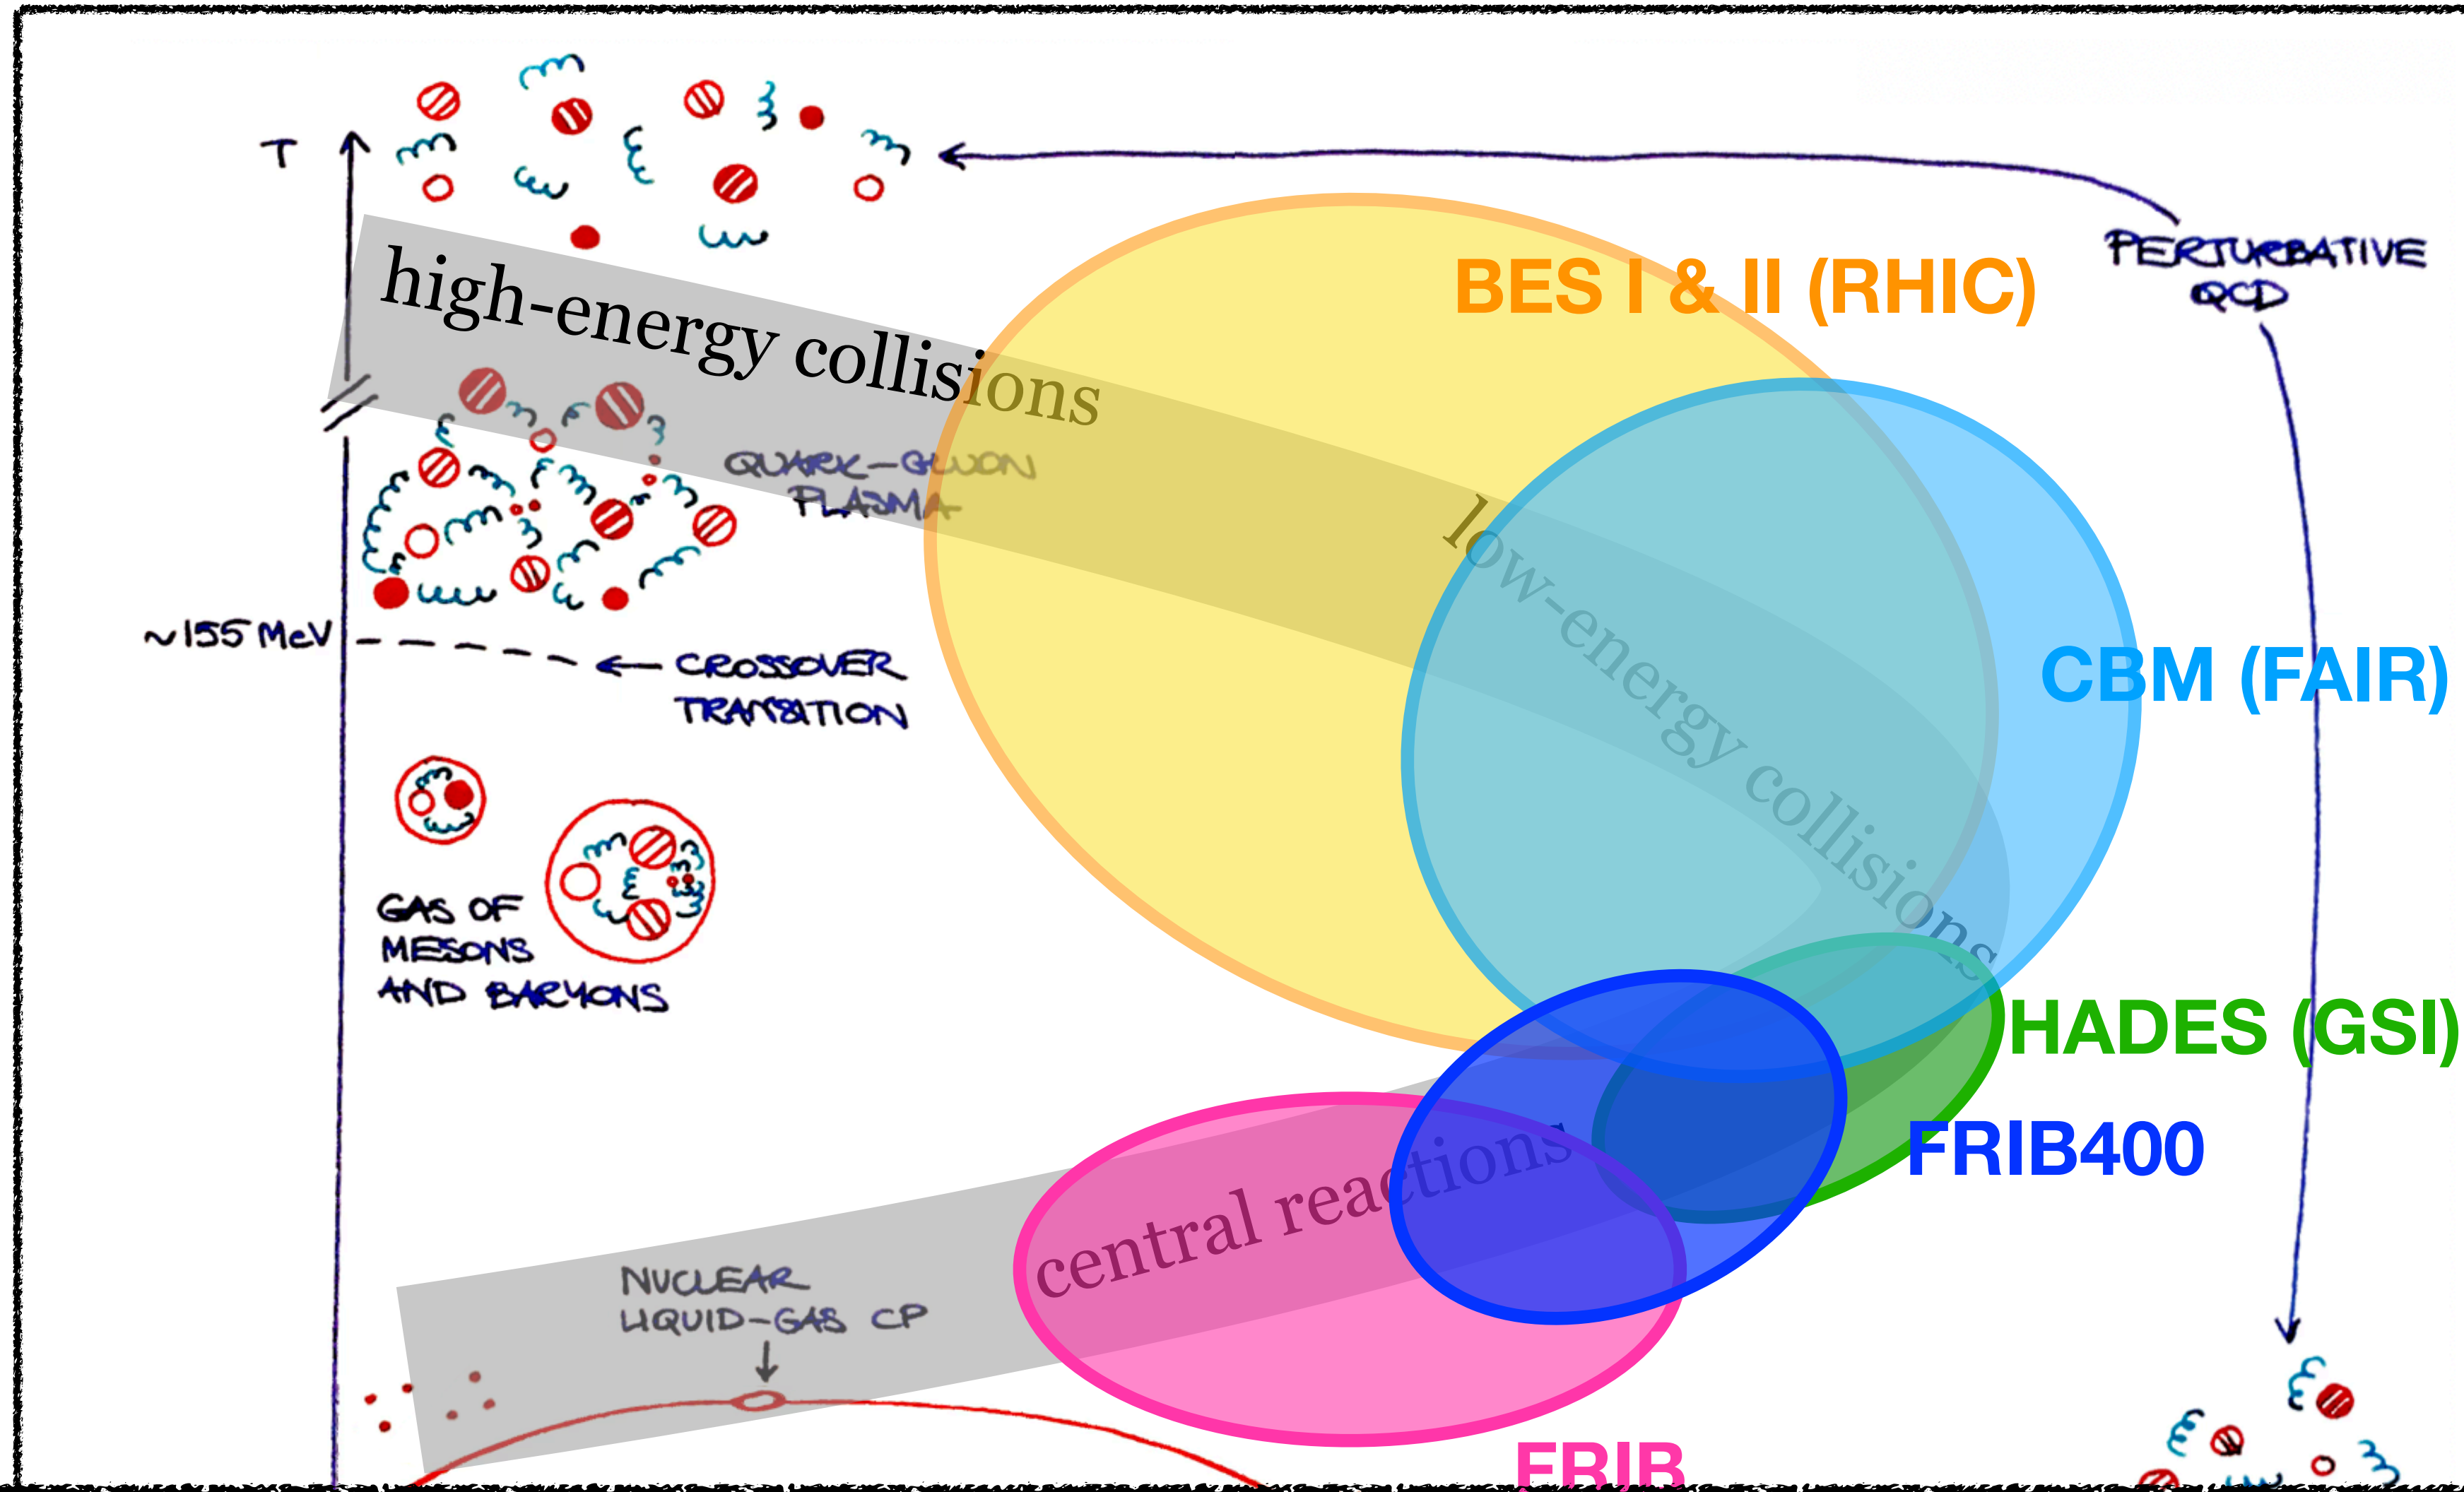 T
high-energy collisions
BES I & II (RHIC)
PERTURBATIVE
QCD
QUARK-GLUON
PLASMA
low-energy collisions
~155 MeV
CROSSOVER
TRANSITION
CBM (FAIR)
GAS OF
MESONS
AND BARYONS
HADES (GSI)
FRIB400
central reactions
NUCLEAR
LIQUID-GAS CP
FRIB